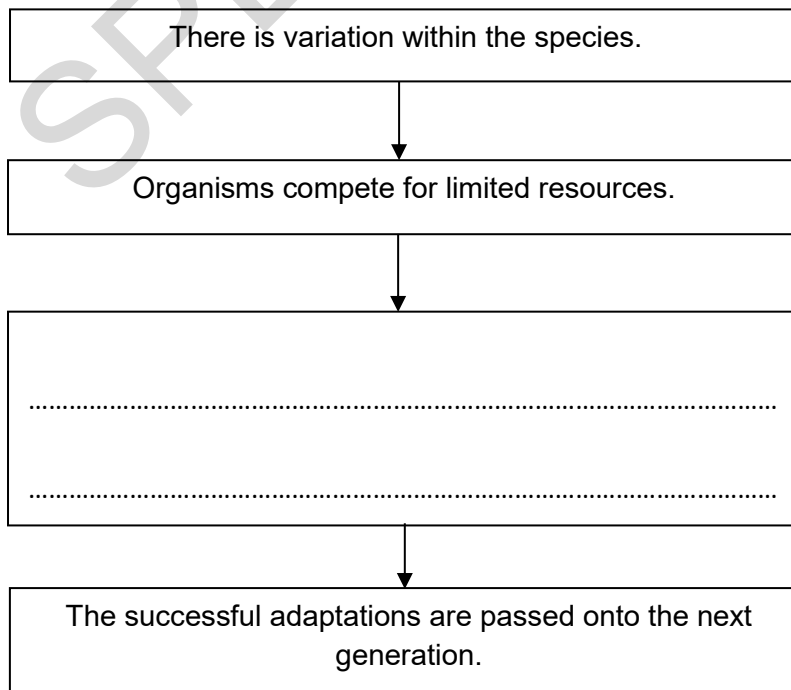 There is variation within the species.
Organisms compete for limited resources.
........................................................................................................
........................................................................................................
The successful adaptations are passed onto the next
generation.